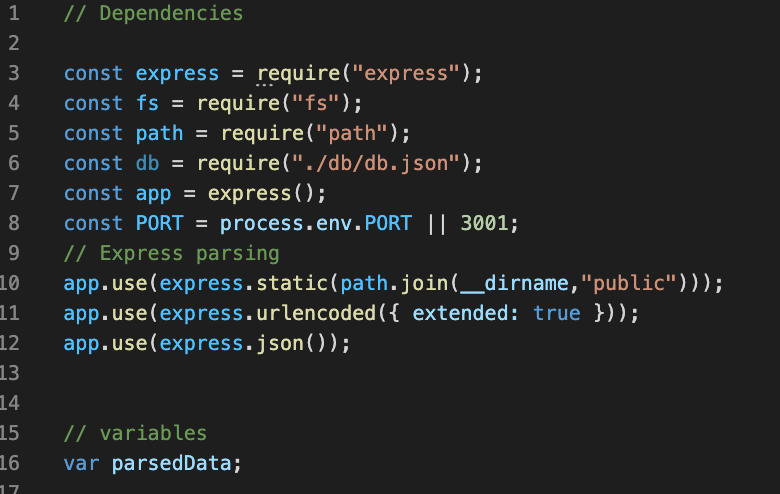 1 // Dependencies
2
3 const express = require("express");
4 const fs = require("fs");
5 const path = require("path");
6 const db = require("./db/db.json");
7 const app = express();
8 const PORT = process.env.PORT || 3001;
9 // Express parsing
10 app.use(express.static(path.join(__dirname,"public")));
11 app.use(express.urlencoded({ extended: true }));
12 app.use(express.json());
13
14
15 // variables
16 var parsedData;
17